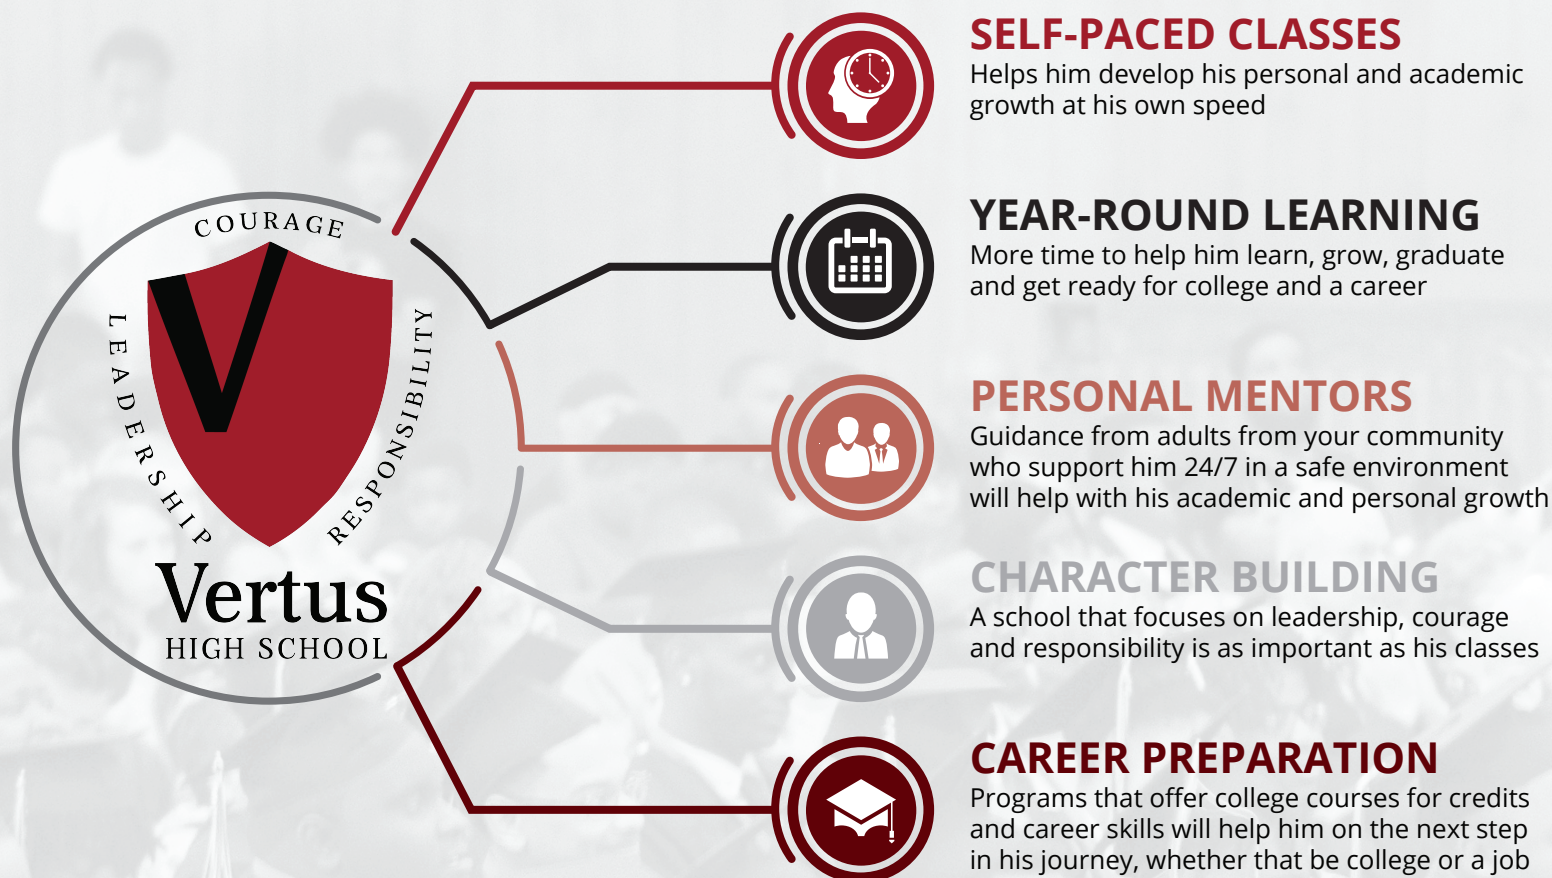 COURAGE
LEADERSHIP
RESPONSIBILITY
Vertus
HIGH SCHOOL
SELF-PACED CLASSES
Helps him develop his personal and academic
growth at his own speed
YEAR-ROUND LEARNING
More time to help him learn, grow, graduate
and get ready for college and a career
PERSONAL MENTORS
Guidance from adults from your community
who support him 24/7 in a safe environment
will help with his academic and personal growth
CHARACTER BUILDING
A school that focuses on leadership, courage
and responsibility is as important as his classes
CAREER PREPARATION
Programs that offer college courses for credits
and career skills will help him on the next step
in his journey, whether that be college or a job